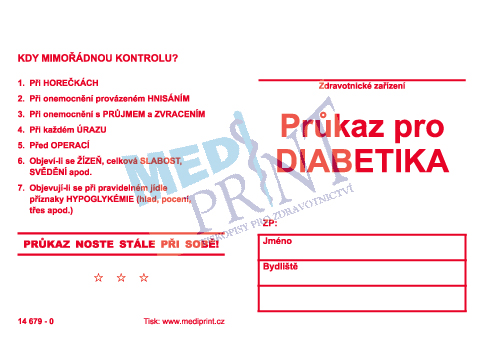 KDY MIMOŘÁDNOU KONTROLU?
1. Při HOREČKÁCH
2. Při onemocnění provázeném HNISÁNÍM
3. Při onemocnění s PRŮJMEM a ZVRACENÍM
4. Při každém ÚRAZU
5. Před OPERACÍ
6. Objeví-li se ŽÍZEŇ, celková SLABOST,
SVĚDĚNÍ apod.
7. Objevují-li se při pravidelném jídle
příznaky HYPOGLYKÉMIE (hlad, pocení,
třes apod.)
PRŮKAZ NOSTE STÁLE PŘI SOBĚ!
14 679 - 0
Tisk: www.mediprint.cz
Zdravotnické zařízení
Průkaz pro
DIABETIKA
ZP:
Jméno
Bydliště
MEDI
PRINT
TISKOPISY PRO ZDRAVOTNICTVÍ